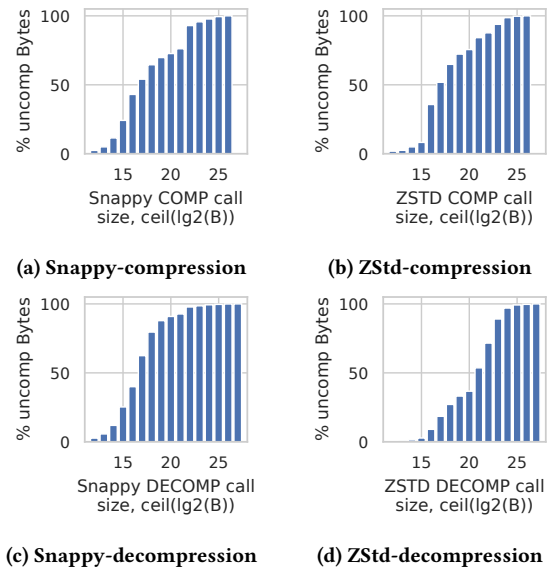 % uncomp Bytes
100
50
0
15 20 25
Snappy COMP call
size, ceil(lg2(B))
(a) Snappy-compression
% uncomp Bytes
100
50
0
15 20 25
ZSTD COMP call
size, ceil(lg2(B))
(b) ZStd-compression
% uncomp Bytes
100
50
0
15 20 25
Snappy DECOMP call
size, ceil(lg2(B))
(c) Snappy-decompression
% uncomp Bytes
100
50
0
15 20 25
ZSTD DECOMP call
size, ceil(lg2(B))
(d) ZStd-decompression